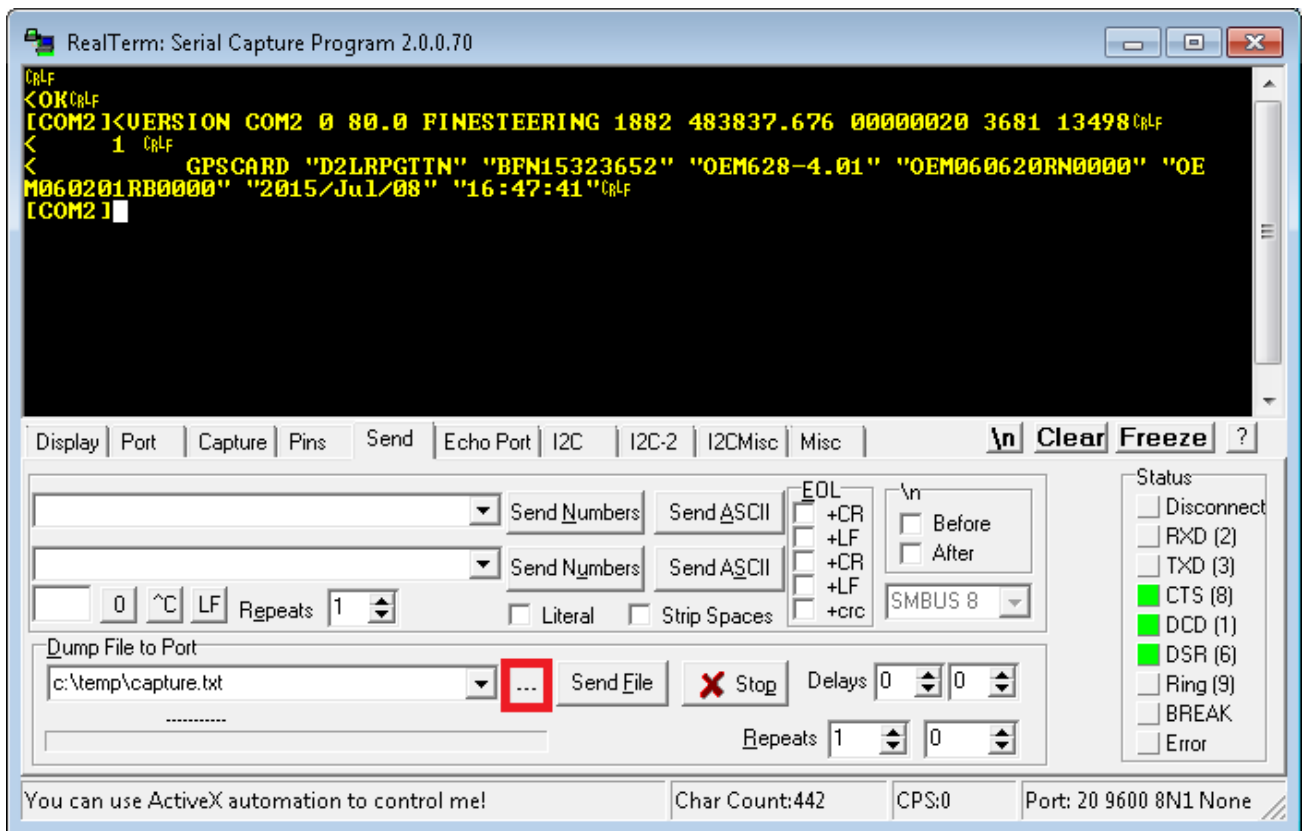 RealTerm: Serial Capture Program 2.0.0.70
CRLF
<OKCRLF
[COM2]<VERSION COM2 0 80.0 FINESTEERING 1882 483837.676 00000020 3681 13498CRLF
<     1 CRLF
<          GPSCARD "D2LRPGTTN" "BFN15323652" "OEM628-4.01" "OEM060620RN0000" "OE
M060201RB0000" "2015/Jul/08" "16:47:41"CRLF
[COM2]
Display Port Capture Pins Send Echo Port I2C I2C-2 I2CMisc Misc \n Clear Freeze ?
Send Numbers Send ASCII
EOL
+CR
+LF
+CR
+LF
+crc
\n
Before
After
Send Numbers Send ASCII
SMBUS 8
0 ^C LF Repeats 1
Literal Strip Spaces
Dump File to Port
c:\temp\capture.txt ... Send File Stop Delays 0 0
-----------
Repeats 1 0
Status
Disconnect
RXD (2)
TXD (3)
CTS (8)
DCD (1)
DSR (6)
Ring (9)
BREAK
Error
You can use ActiveX automation to control me! Char Count:442 CPS:0 Port: 20 9600 8N1 None